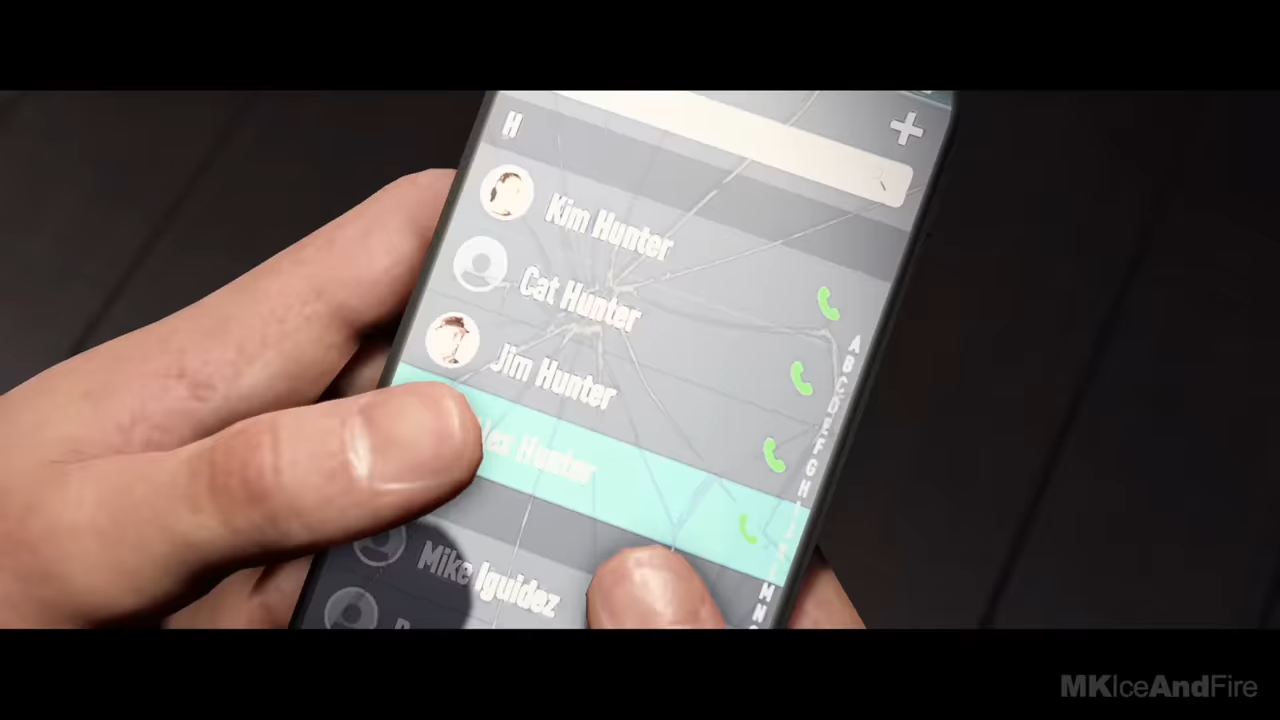 H
Kim Hunter
Cat Hunter
Jim Hunter
Hunter
Mike Iguidez
A
B
C
D
E
F
G
H
M
N
MKIceAndFire